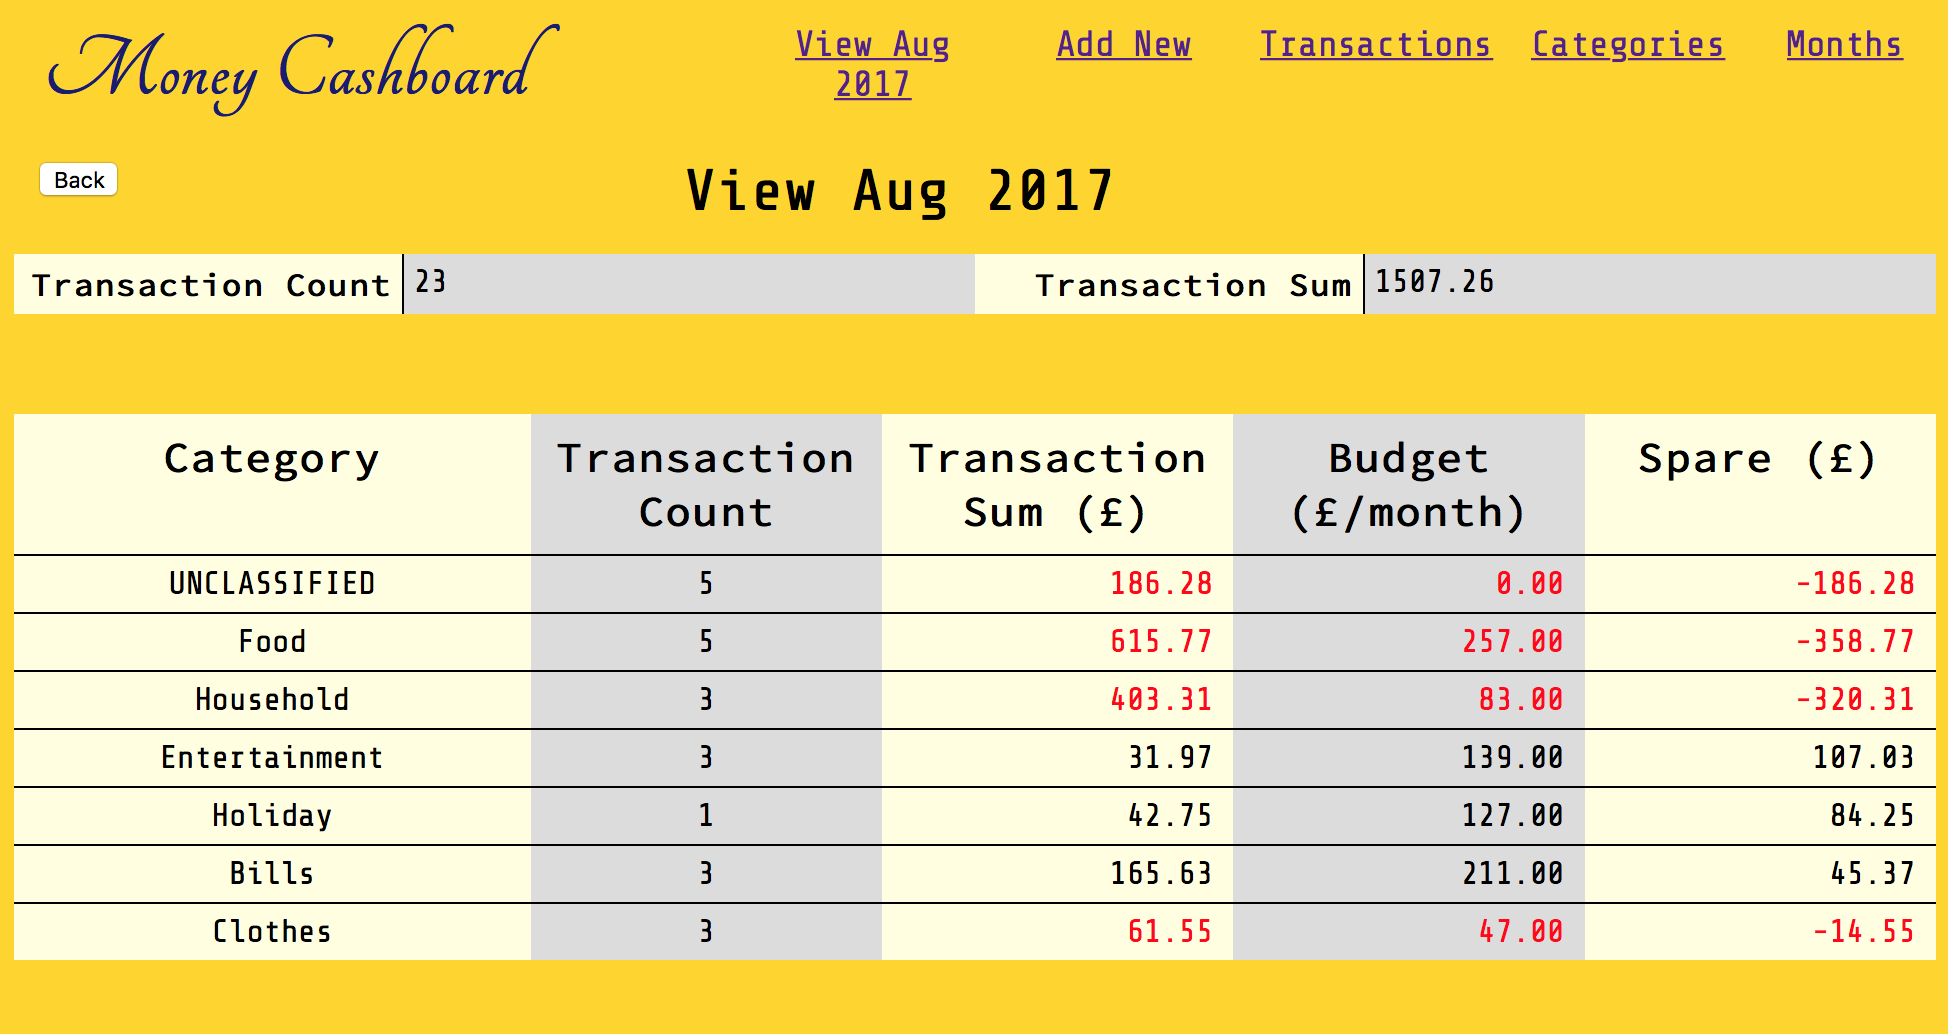 Money Cashboard
View Aug 2017 Add New Transactions Categories Months
Back
View Aug 2017
Transaction Count 23 Transaction Sum 1507.26
Category Transaction Count Transaction Sum (£) Budget (£/month) Spare (£)
UNCLASSIFIED 5 186.28 0.00 -186.28
Food 5 615.77 257.00 -358.77
Household 3 403.31 83.00 -320.31
Entertainment 3 31.97 139.00 107.03
Holiday 1 42.75 127.00 84.25
Bills 3 165.63 211.00 45.37
Clothes 3 61.55 47.00 -14.55